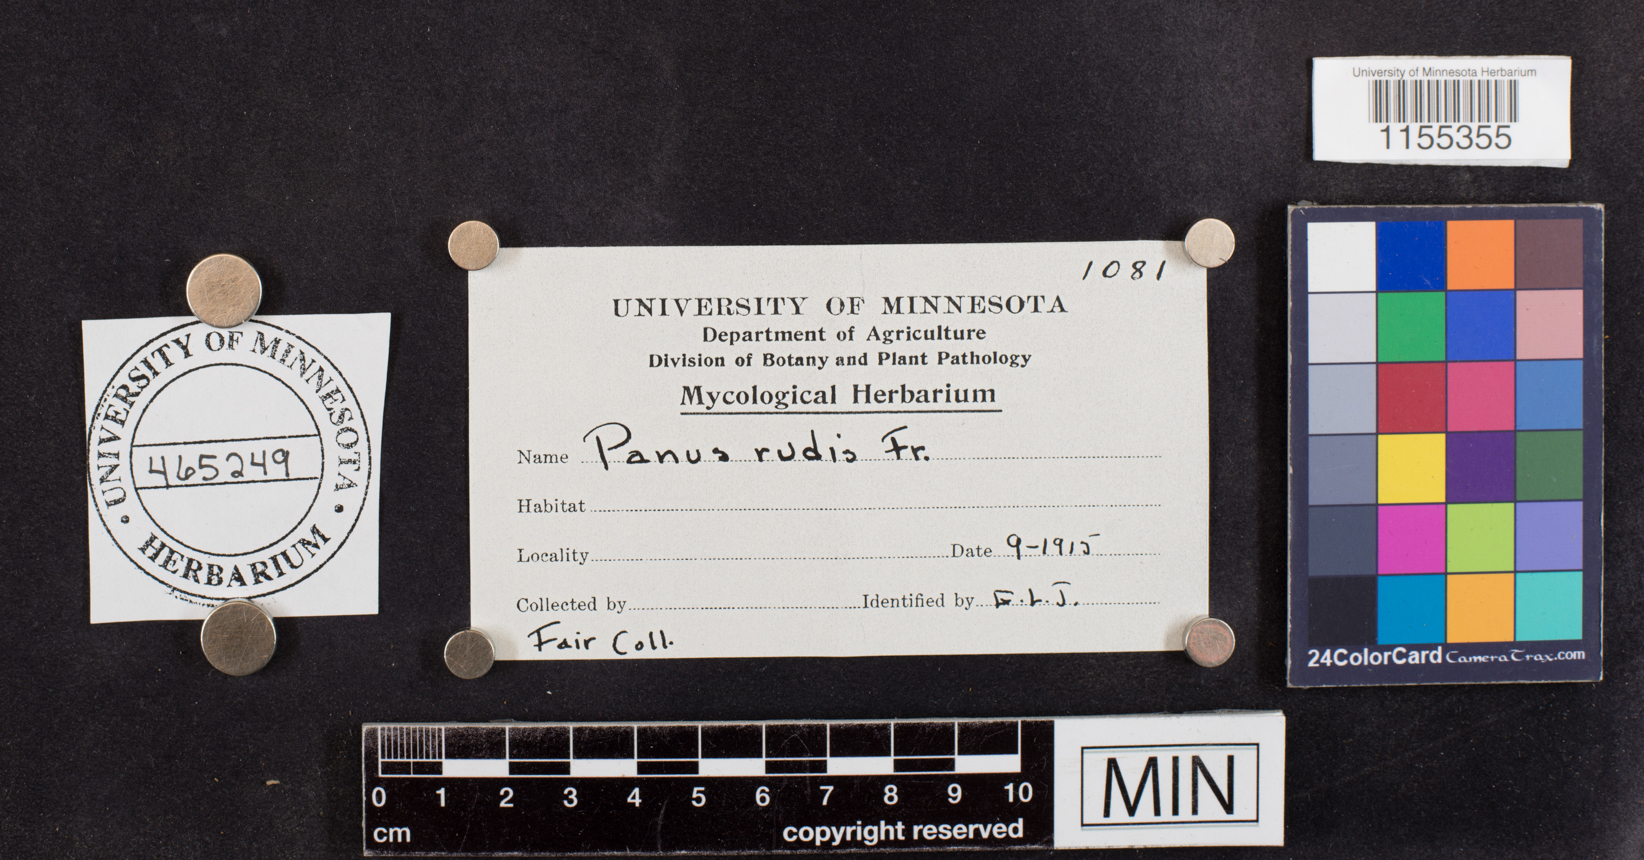 University of Minnesota Herbarium
1155355
UNIVERSITY OF MINNESOTA
465249
HERBARIUM
1081
UNIVERSITY OF MINNESOTA
Department of Agriculture
Division of Botany and Plant Pathology
Mycological Herbarium
Name Panus rudis Fr.
Habitat
Locality Date 9-1915
Collected by Identified by E.L.J.
Fair Coll.
24ColorCard CameraTrax.com
0 1 2 3 4 5 6 7 8 9 10
cm copyright reserved
MIN